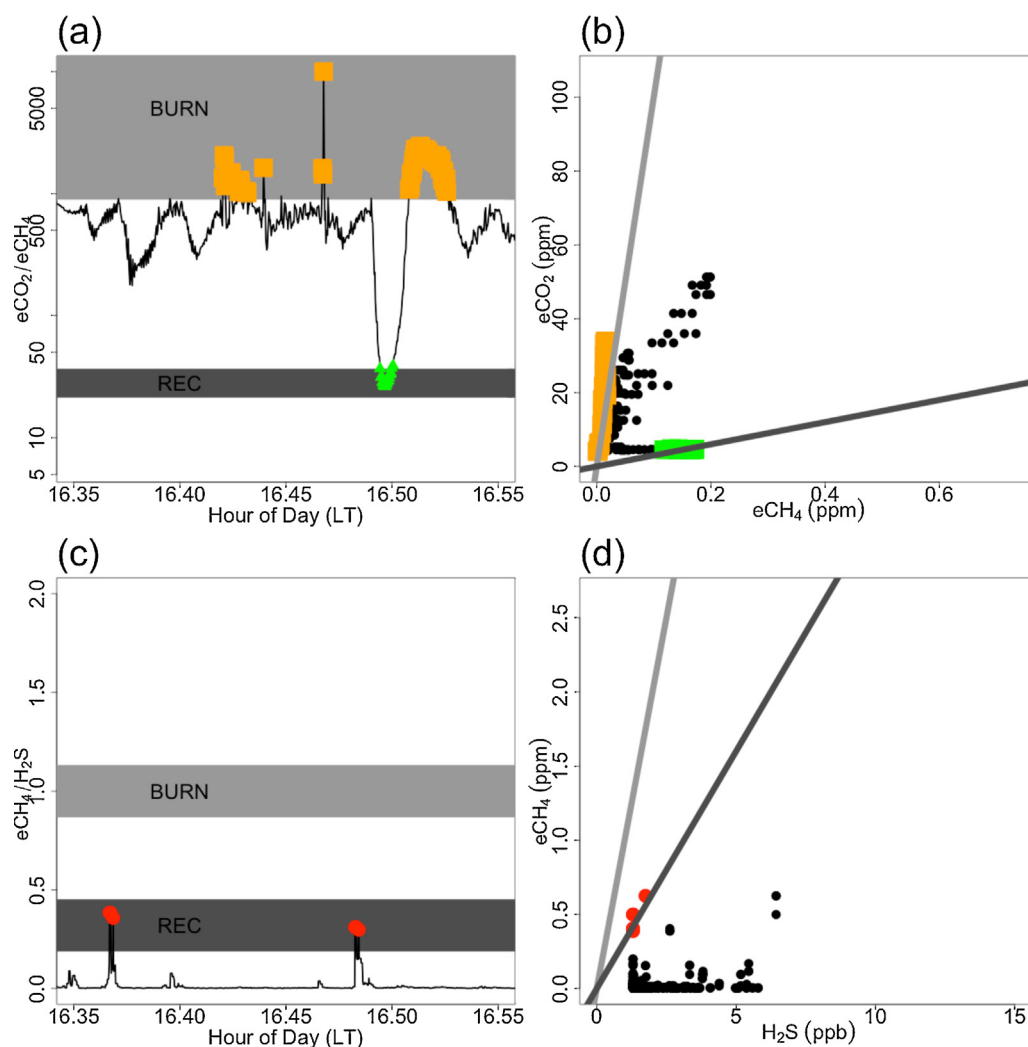 (a)
BURN
REC
eCO₂/eCH₄
5000
500
50
10
5
16:35 16:40 16:45 16:50 16:55
Hour of Day (LT)
(b)
eCO₂ (ppm)
100
80
60
40
20
0
0.0 0.2 0.4 0.6
eCH₄ (ppm)
(c)
BURN
REC
eCH₄/H₂S
2.0
1.5
1.0
0.5
0.0
16:35 16:40 16:45 16:50 16:55
Hour of Day (LT)
(d)
eCH₄ (ppm)
2.5
2.0
1.5
1.0
0.5
0.0
0 5 10 15
H₂S (ppb)